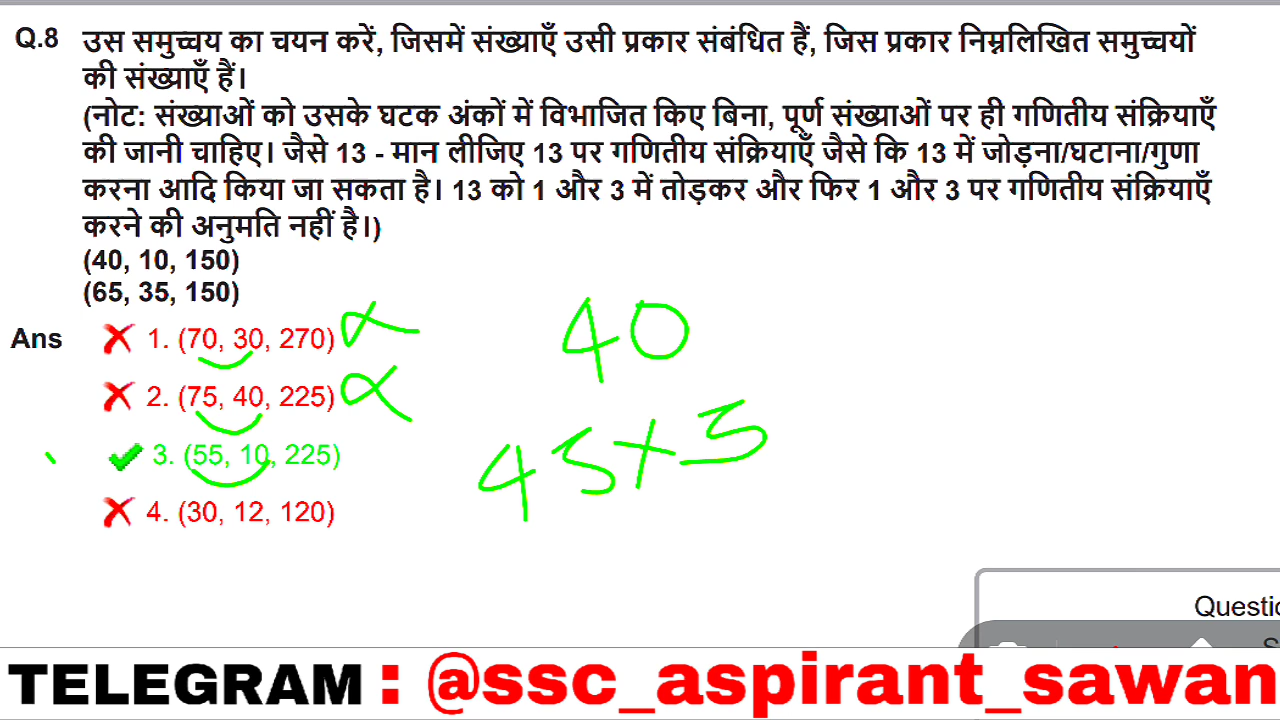 Q.8 उस समुच्चय का चयन करें, जिसमें संख्याएँ उसी प्रकार संबंधित हैं, जिस प्रकार निम्नलिखित समुच्चयों
की संख्याएँ हैं।
(नोट: संख्याओं को उसके घटक अंकों में विभाजित किए बिना, पूर्ण संख्याओं पर ही गणितीय संक्रियाएँ
की जानी चाहिए। जैसे 13 - मान लीजिए 13 पर गणितीय संक्रियाएँ जैसे कि 13 में जोड़ना/घटाना/गुणा
करना आदि किया जा सकता है। 13 को 1 और 3 में तोड़कर और फिर 1 और 3 पर गणितीय संक्रियाएँ
करने की अनुमति नहीं है।)
(40, 10, 150)
(65, 35, 150)
Ans 1. (70, 30, 270)
2. (75, 40, 225)
3. (55, 10, 225)
4. (30, 12, 120)
40
45×5
Questio
TELEGRAM : @ssc_aspirant_sawan